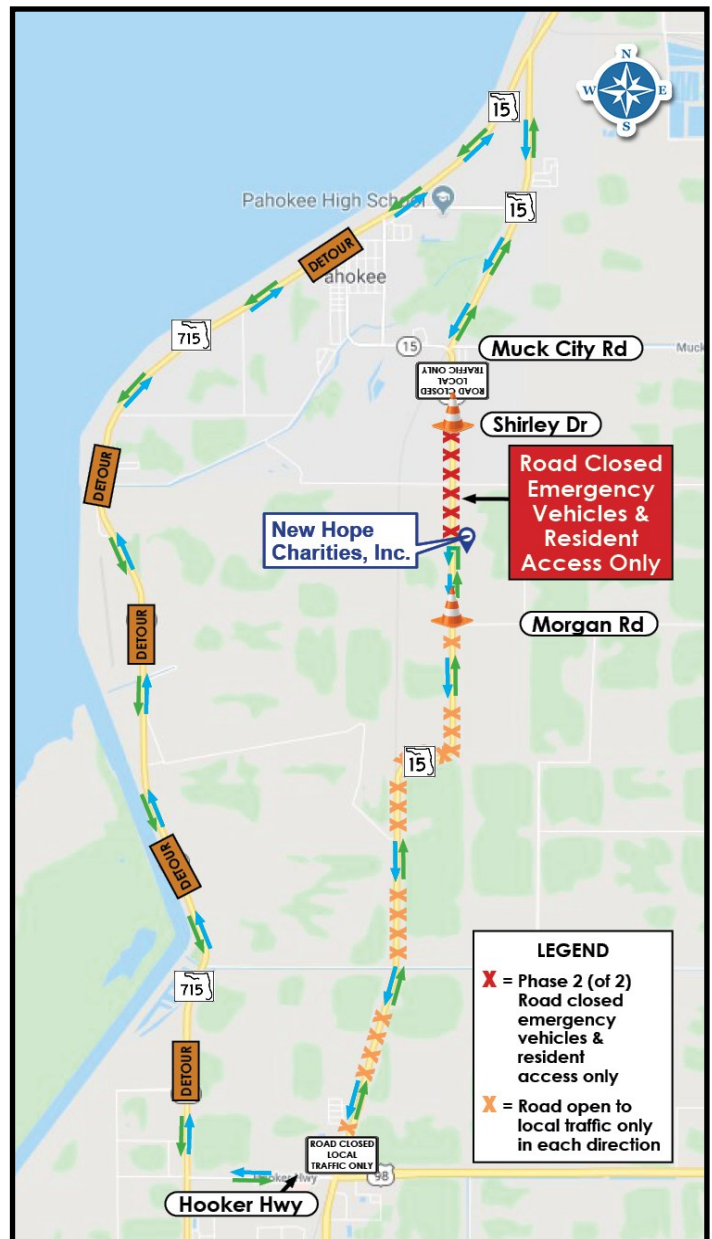 N
W E
S
15
Pahokee High School
15
DETOUR
ahokee
715
15
Muck City Rd
Muck
ROAD CLOSED
LOCAL
TRAFFIC ONLY
Shirley Dr
DETOUR
Road Closed
Emergency
Vehicles &
Resident
Access Only
New Hope
Charities, Inc.
DETOUR
Morgan Rd
15
DETOUR
LEGEND
X = Phase 2 (of 2)
Road closed
emergency
vehicles &
resident
access only
X = Road open to
local traffic only
in each direction
715
DETOUR
ROAD CLOSED
LOCAL
TRAFFIC ONLY
Hooker Hwy
98
Hooker Hwy